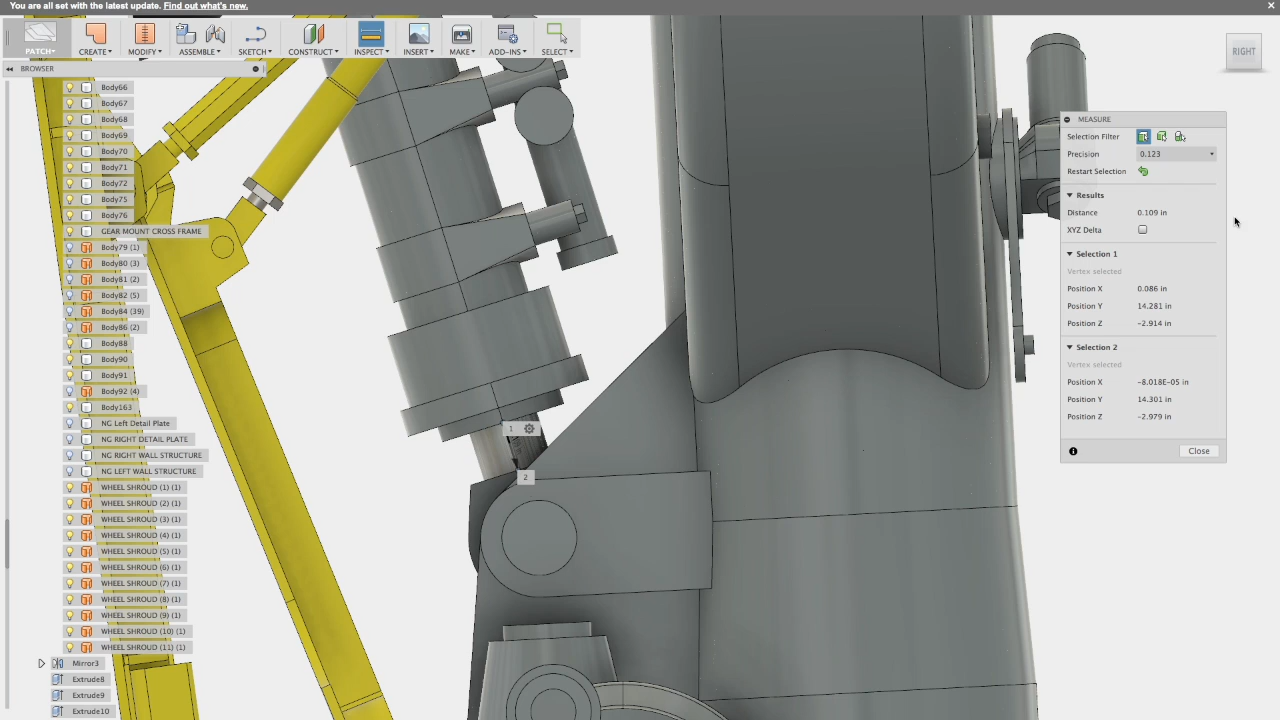 You are all set with the latest update. Find out what's new.
PATCH
CREATE
MODIFY
ASSEMBLE
SKETCH
CONSTRUCT
INSPECT
INSERT
MAKE
ADD-INS
SELECT
RIGHT
BROWSER
Body66
Body67
Body68
Body69
Body70
Body71
Body72
Body75
Body76
GEAR MOUNT CROSS FRAME
Body79 (1)
Body80 (3)
Body81 (2)
Body82 (5)
Body84 (39)
Body86 (2)
Body88
Body90
Body91
Body92 (4)
Body163
NG Left Detail Plate
NG RIGHT DETAIL PLATE
NG RIGHT WALL STRUCTURE
NG LEFT WALL STRUCTURE
WHEEL SHROUD (1) (1)
WHEEL SHROUD (2) (1)
WHEEL SHROUD (3) (1)
WHEEL SHROUD (4) (1)
WHEEL SHROUD (5) (1)
WHEEL SHROUD (6) (1)
WHEEL SHROUD (7) (1)
WHEEL SHROUD (8) (1)
WHEEL SHROUD (9) (1)
WHEEL SHROUD (10) (1)
WHEEL SHROUD (11) (1)
Mirror3
Extrude8
Extrude9
Extrude10
1
2
MEASURE
Selection Filter
Precision 0.123
Restart Selection
Results
Distance 0.109 in
XYZ Delta
Selection 1
Vertex selected
Position X 0.086 in
Position Y 14.281 in
Position Z -2.914 in
Selection 2
Vertex selected
Position X -8.018E-05 in
Position Y 14.301 in
Position Z -2.979 in
Close